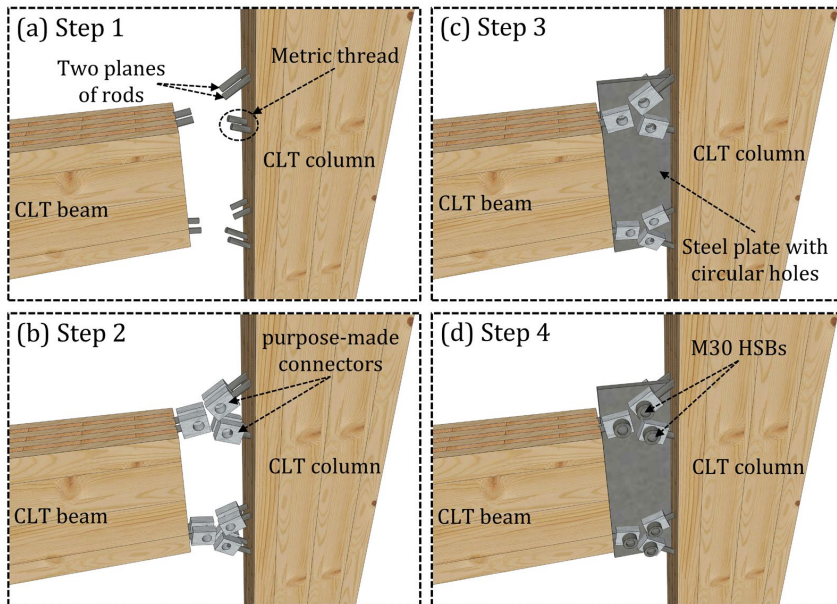 (a) Step 1
Two planes
of rods
Metric thread
CLT column
CLT beam
(b) Step 2
purpose-made
connectors
CLT column
CLT beam
(c) Step 3
CLT column
CLT beam
Steel plate with
circular holes
(d) Step 4
M30 HSBs
CLT column
CLT beam